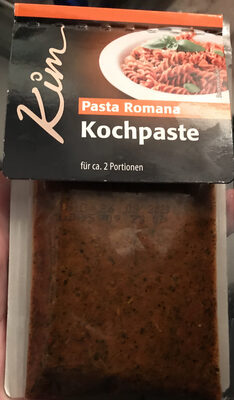 Kim
Pasta Romana
Kochpaste
für ca. 2 Portionen